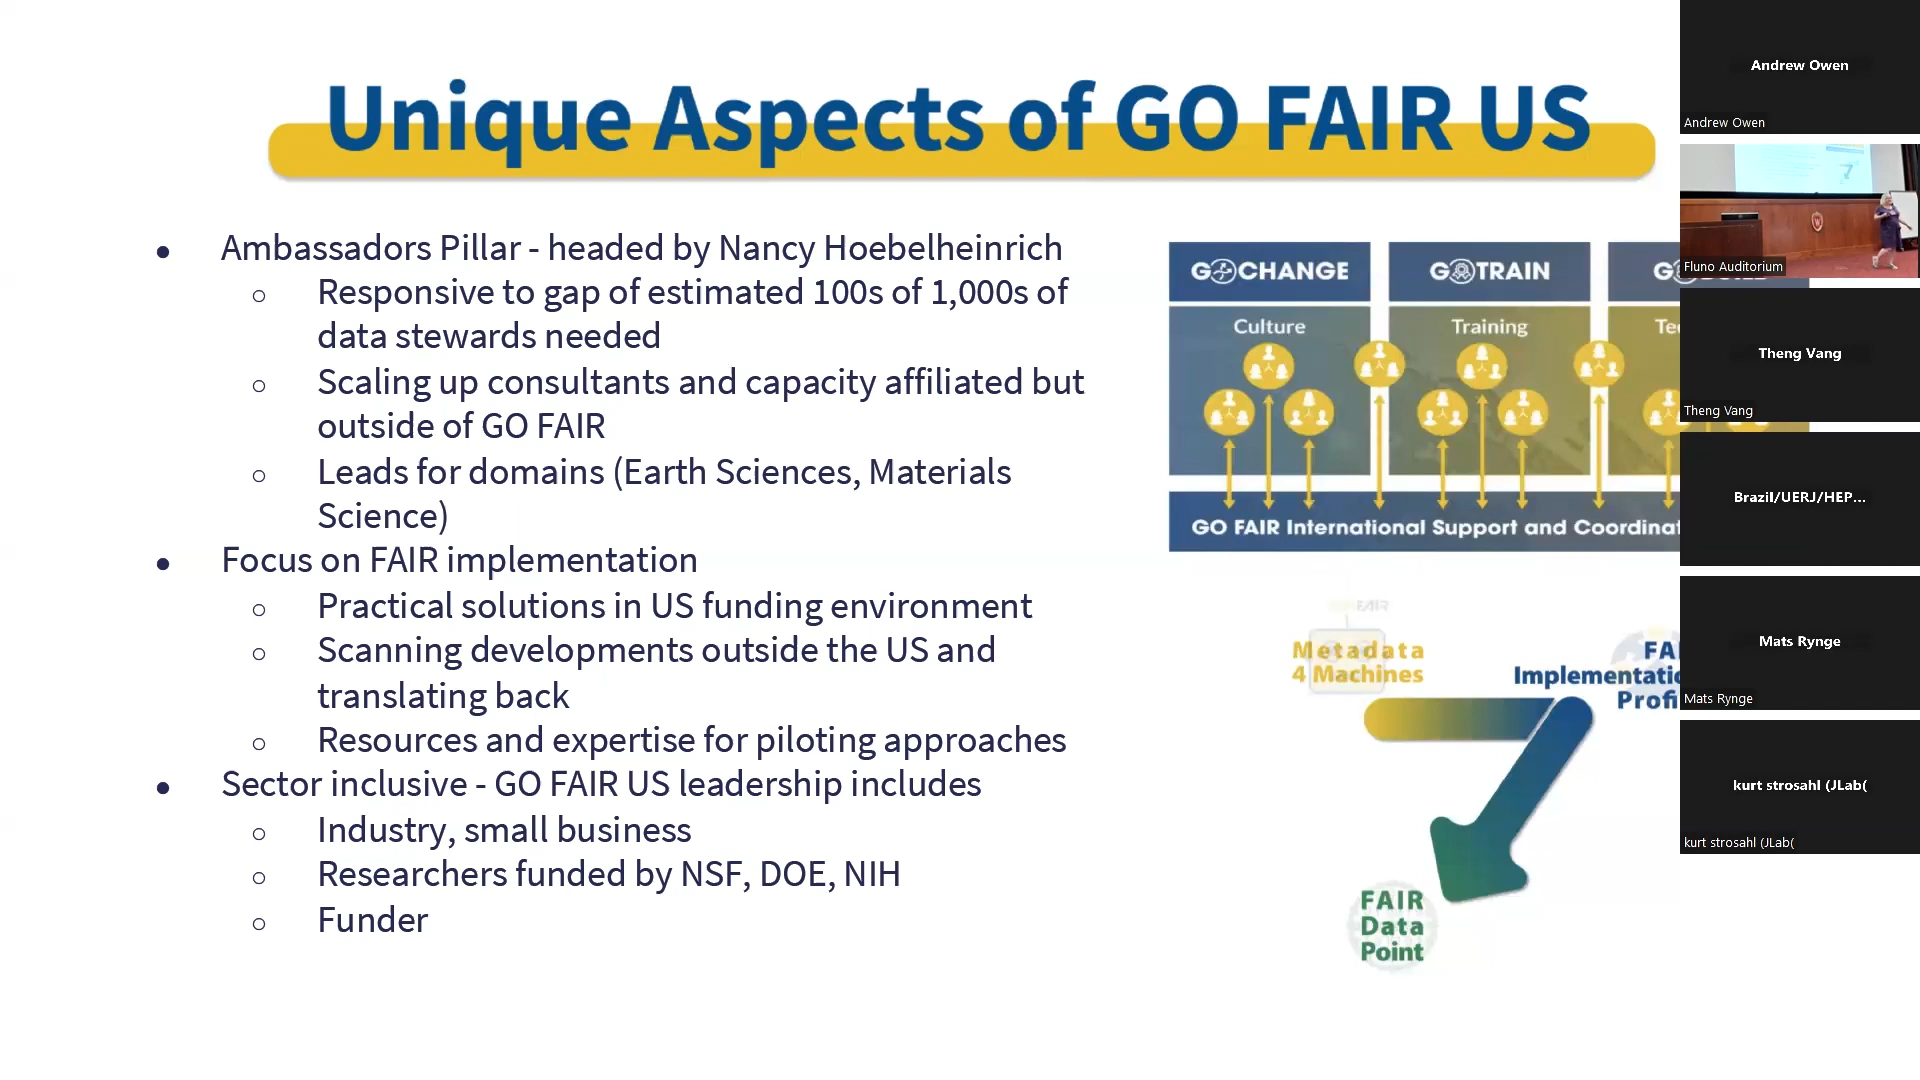 Unique Aspects of GO FAIR US
● Ambassadors Pillar - headed by Nancy Hoebelheinrich
○ Responsive to gap of estimated 100s of 1,000s of
data stewards needed
○ Scaling up consultants and capacity affiliated but
outside of GO FAIR
○ Leads for domains (Earth Sciences, Materials
Science)
● Focus on FAIR implementation
○ Practical solutions in US funding environment
○ Scanning developments outside the US and
translating back
○ Resources and expertise for piloting approaches
● Sector inclusive - GO FAIR US leadership includes
○ Industry, small business
○ Researchers funded by NSF, DOE, NIH
○ Funder
GO CHANGE
Culture
GO TRAIN
Training
GO FAIR International Support and Coordinat
Metadata
4 Machines
FAI
Implementatio
Profi
FAIR
Data
Point
Andrew Owen
Andrew Owen
Fluno Auditorium
Theng Vang
Theng Vang
Brazil/UERJ/HEP...
Mats Rynge
Mats Rynge
kurt strosahl (JLab(
kurt strosahl (JLab(